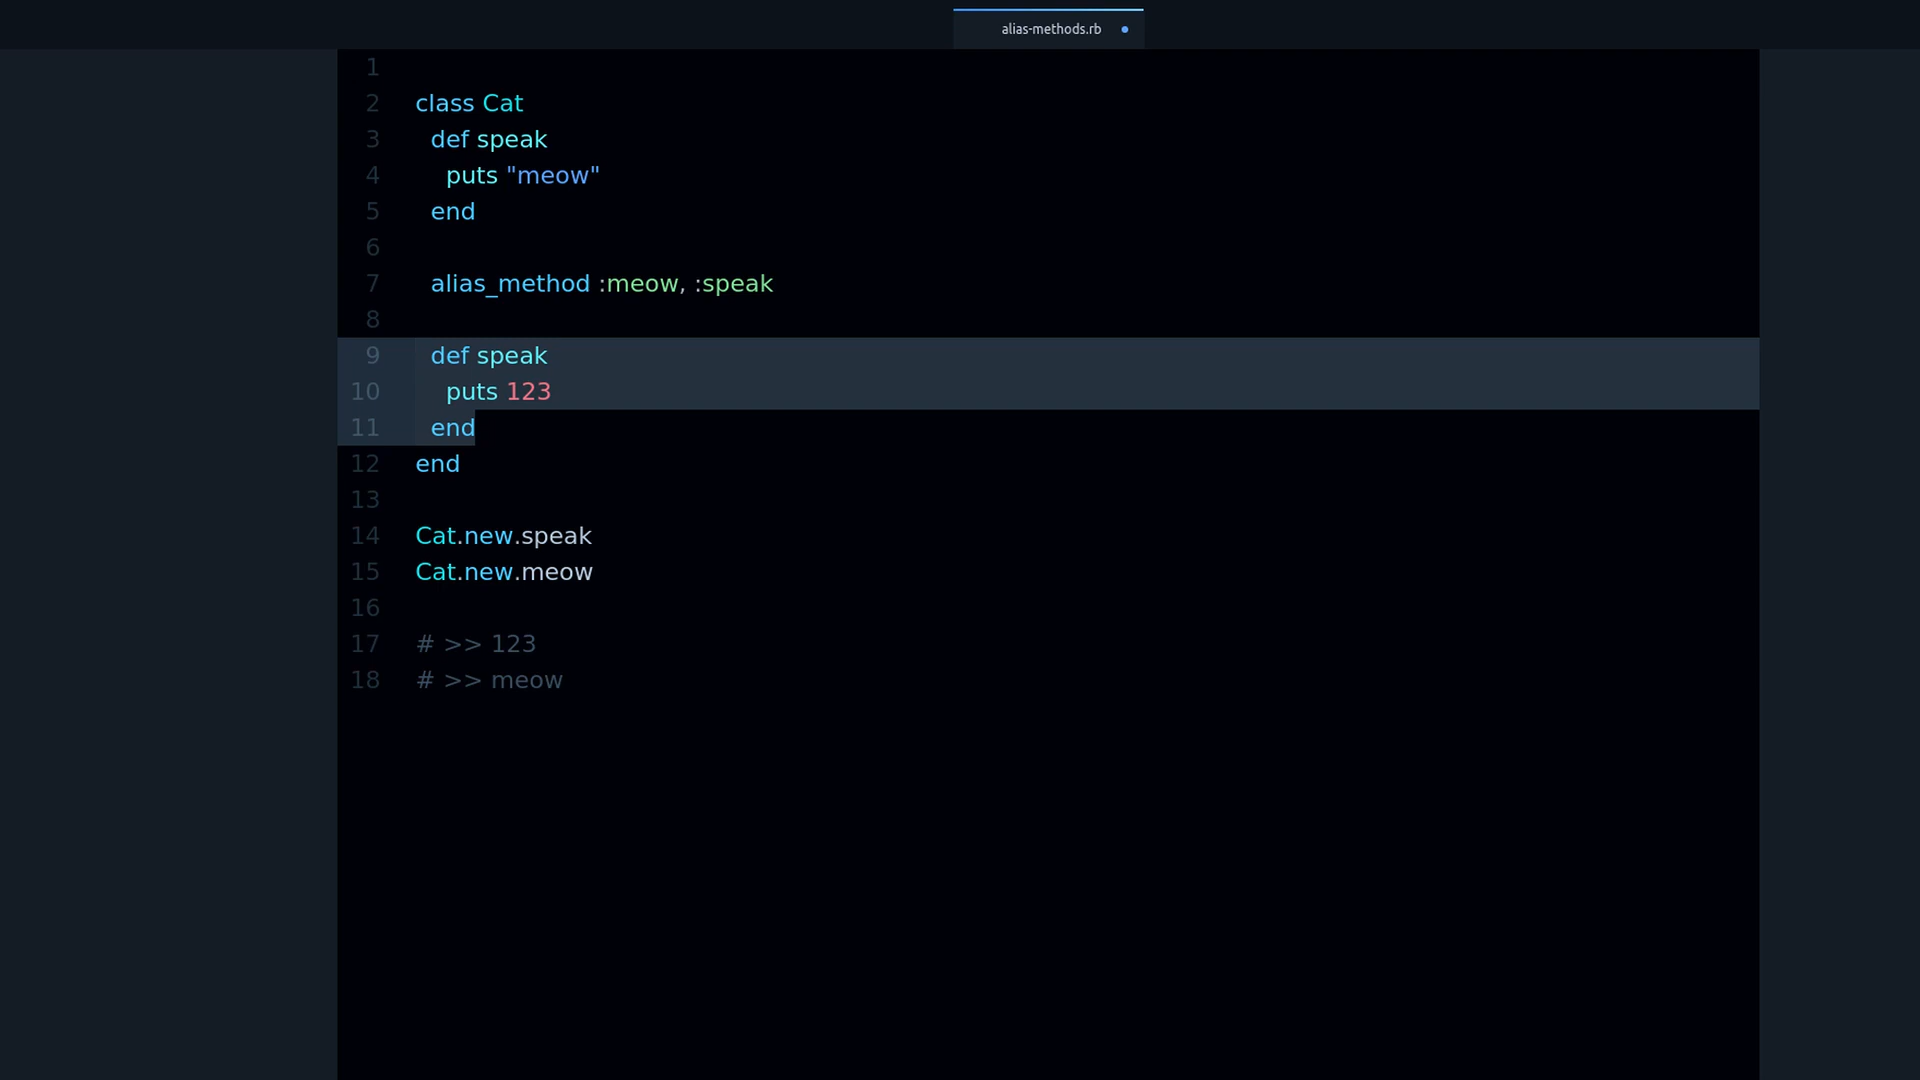 alias-methods.rb
1
2 class Cat
3   def speak
4     puts "meow"
5   end
6
7   alias_method :meow, :speak
8
9   def speak
10     puts 123
11   end
12 end
13
14 Cat.new.speak
15 Cat.new.meow
16
17 # >> 123
18 # >> meow